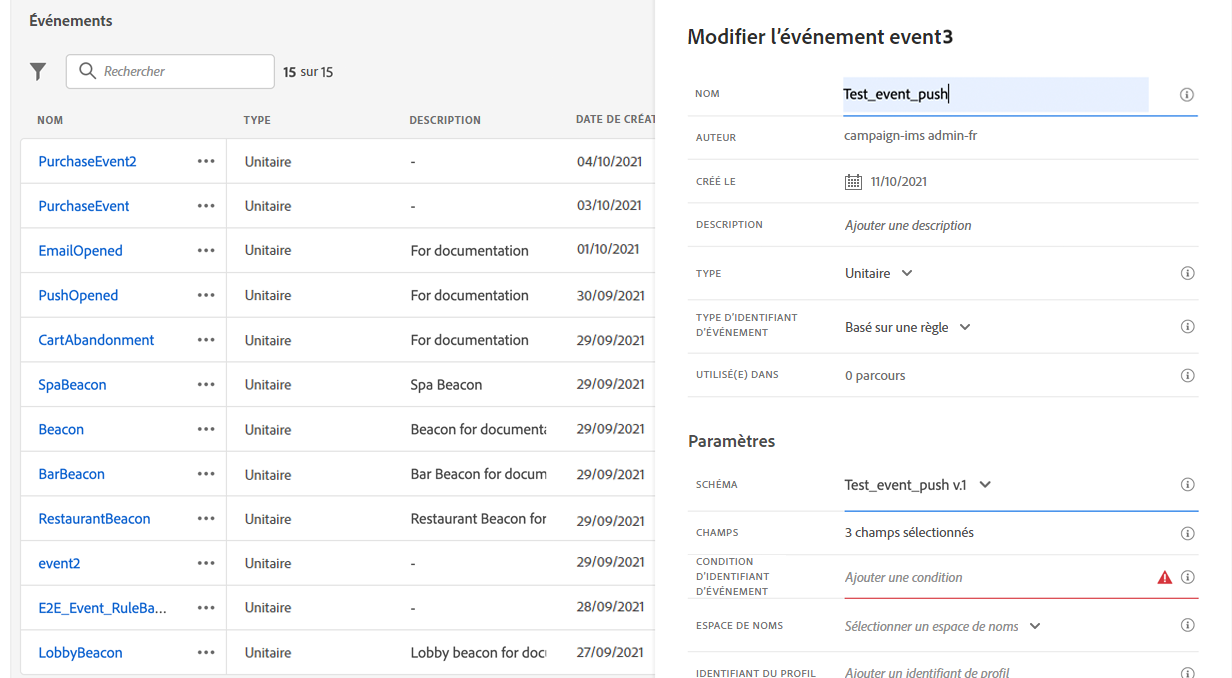 Événements
Rechercher
15 sur 15
NOM TYPE DESCRIPTION DATE DE CRÉAT
PurchaseEvent2 ••• Unitaire - 04/10/2021
PurchaseEvent ••• Unitaire - 03/10/2021
EmailOpened ••• Unitaire For documentation 01/10/2021
PushOpened ••• Unitaire For documentation 30/09/2021
CartAbandonment ••• Unitaire For documentation 29/09/2021
SpaBeacon ••• Unitaire Spa Beacon 29/09/2021
Beacon ••• Unitaire Beacon for documenta 29/09/2021
BarBeacon ••• Unitaire Bar Beacon for docum 29/09/2021
RestaurantBeacon ••• Unitaire Restaurant Beacon for 29/09/2021
event2 ••• Unitaire - 29/09/2021
E2E_Event_RuleBa... ••• Unitaire - 28/09/2021
LobbyBeacon ••• Unitaire Lobby beacon for doc 27/09/2021
Modifier l'événement event3
NOM Test_event_push
AUTEUR campaign-ims admin-fr
CRÉÉ LE 11/10/2021
DESCRIPTION Ajouter une description
TYPE Unitaire
TYPE D'IDENTIFIANT
D'ÉVÉNEMENT
Basé sur une règle
UTILISÉ(E) DANS 0 parcours
Paramètres
SCHÉMA Test_event_push v.1
CHAMPS 3 champs sélectionnés
CONDITION
D'IDENTIFIANT
D'ÉVÉNEMENT
Ajouter une condition
ESPACE DE NOMS Sélectionner un espace de noms
IDENTIFIANT DU PROFIL Ajouter un identifiant de profil